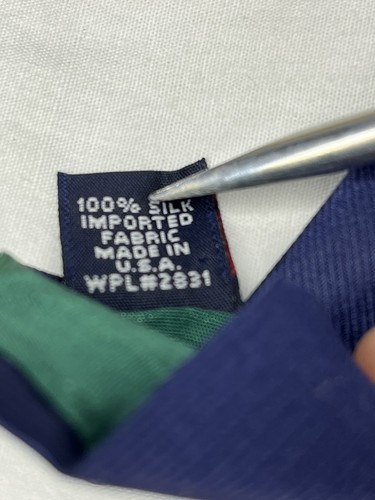 100% SILK
IMPORTED
FABRIC
MADE IN
U.S.A.
WPL#2831